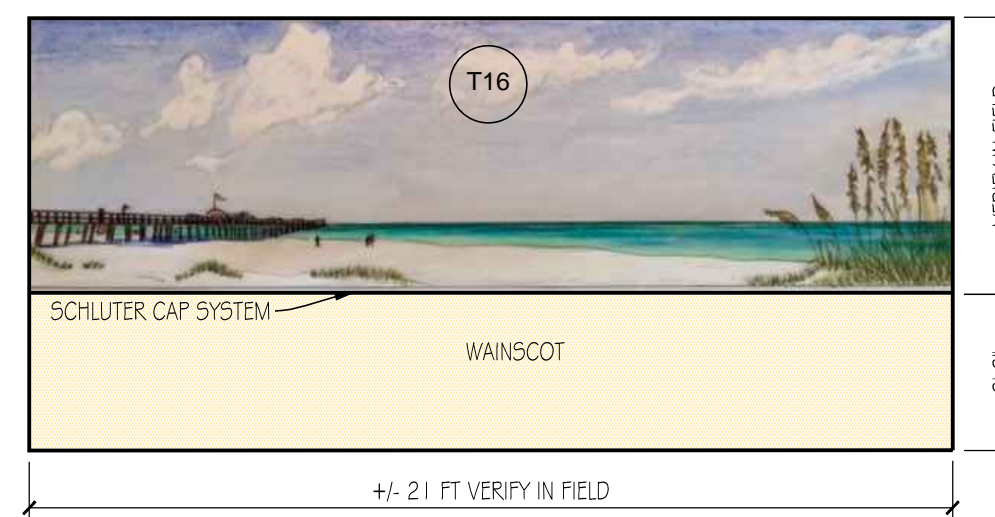 T16
SCHLUTER CAP SYSTEM
WAINSCOT
+/- 21 FT VERIFY IN FIELD